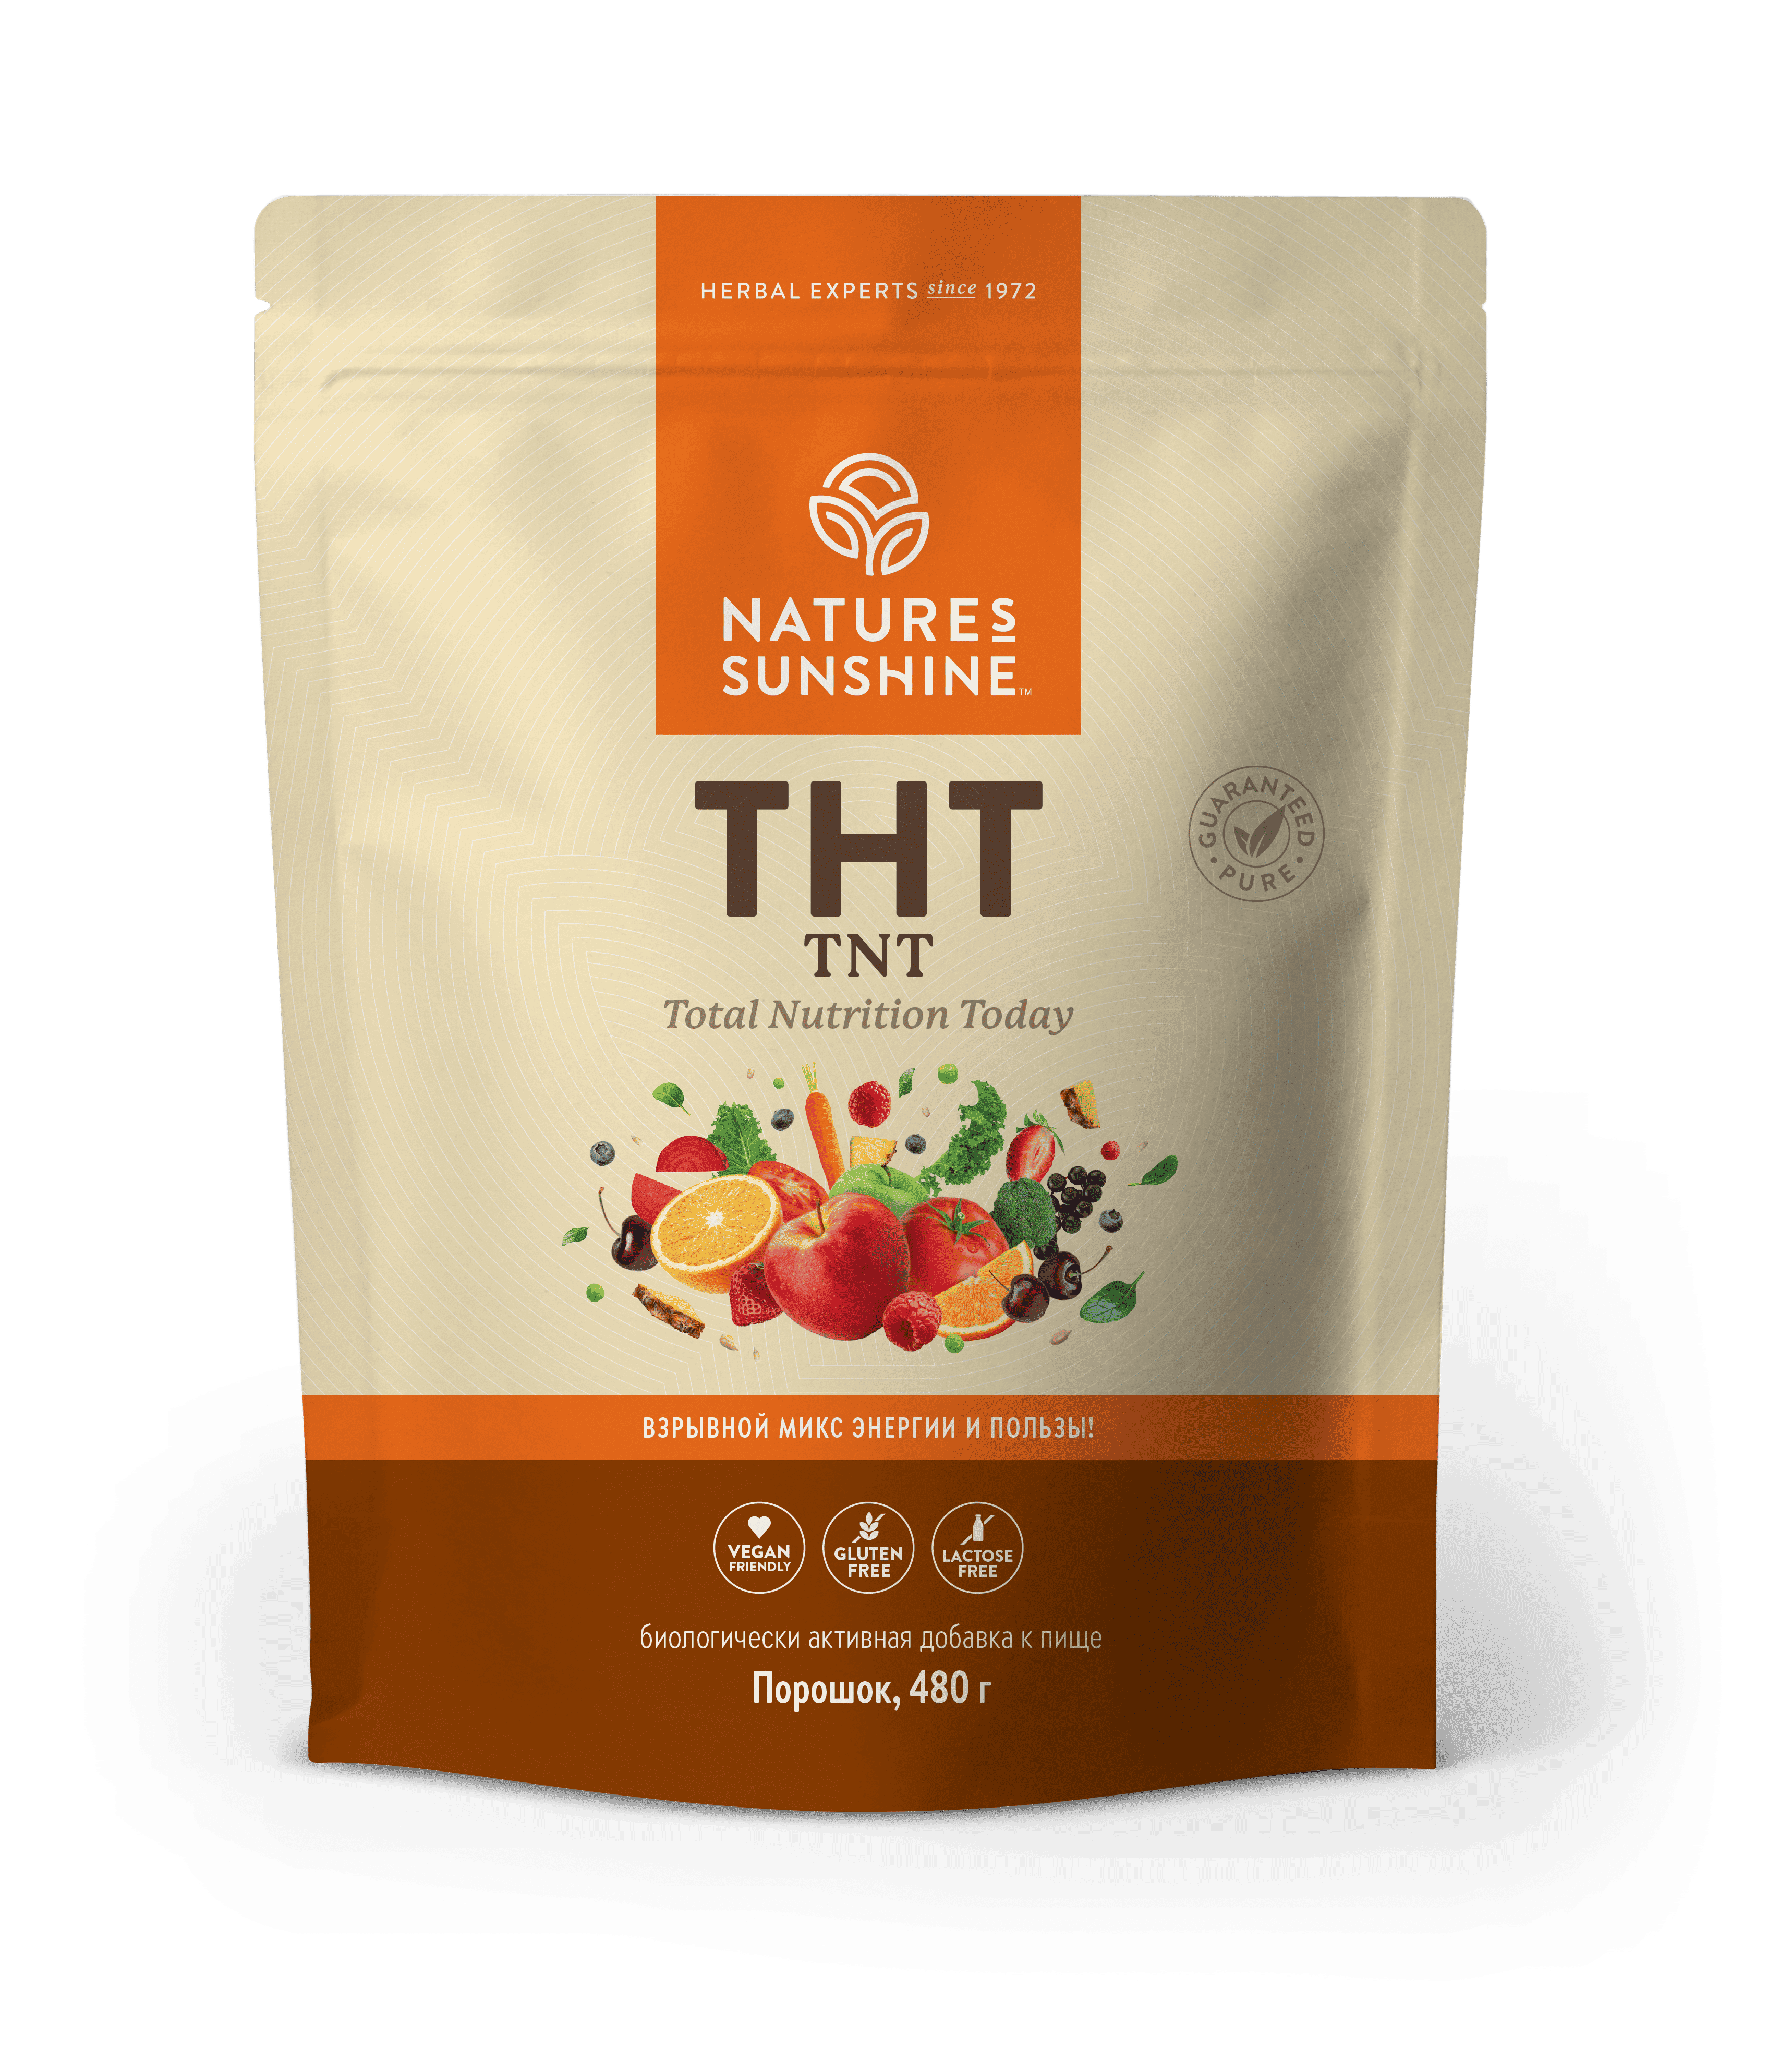 HERBAL EXPERTS since 1972
NATURES
SUNSHINE™
ТНТ
GUARANTEED
PURE
TNT
Total Nutrition Today
ВЗРЫВНОЙ МИКС ЭНЕРГИИ И ПОЛЬЗЫ!
VEGAN
FRIENDLY
GLUTEN
FREE
LACTOSE
FREE
биологически активная добавка к пище
Порошок, 480 г